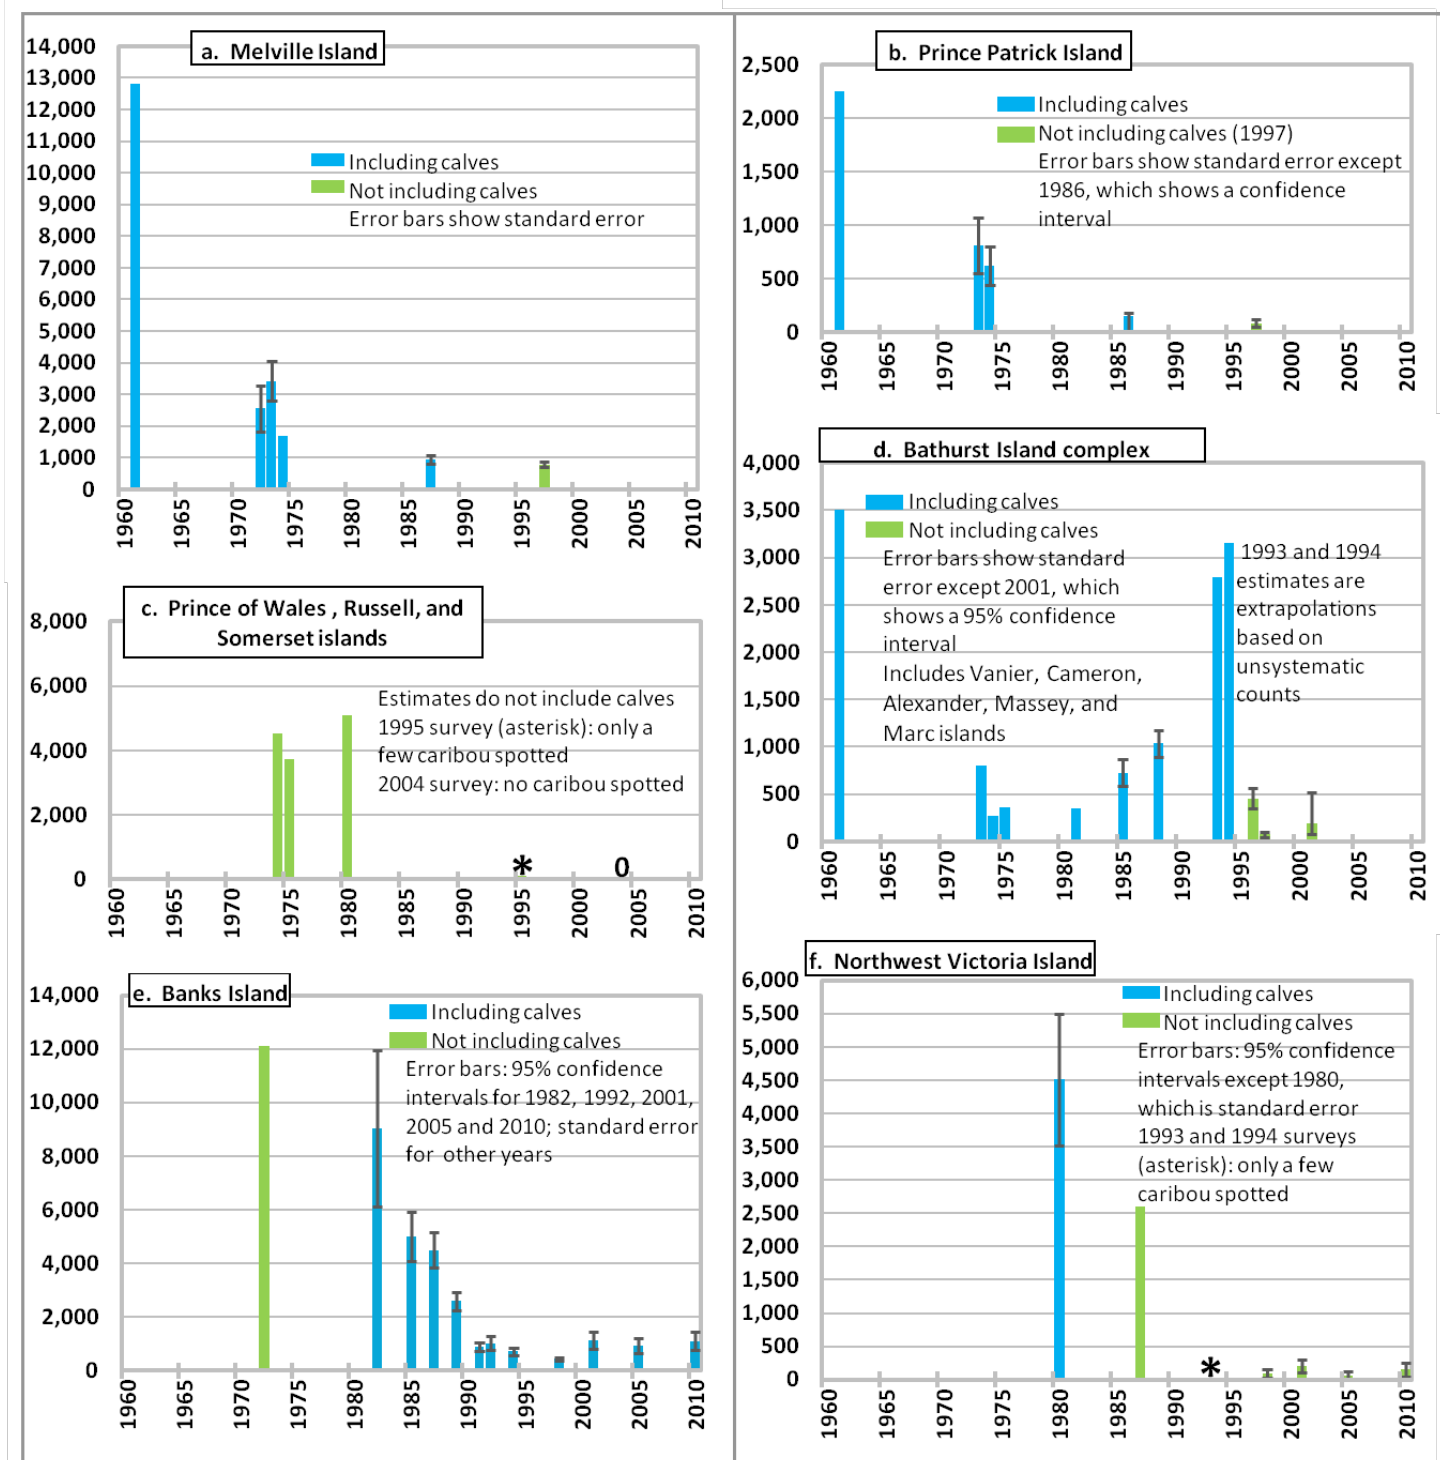 a. Melville Island
14,000
13,000
12,000
11,000
10,000
9,000
8,000
7,000
6,000
5,000
4,000
3,000
2,000
1,000
0
Including calves
Not including calves
Error bars show standard error
1960 1965 1970 1975 1980 1985 1990 1995 2000 2005 2010
b. Prince Patrick Island
2,500
2,000
1,500
1,000
500
0
Including calves
Not including calves (1997)
Error bars show standard error except
1986, which shows a confidence
interval
1960 1965 1970 1975 1980 1985 1990 1995 2000 2005 2010
c. Prince of Wales , Russell, and
Somerset islands
8,000
6,000
4,000
2,000
0
Estimates do not include calves
1995 survey (asterisk): only a
few caribou spotted
2004 survey: no caribou spotted
* 0
1960 1965 1970 1975 1980 1985 1990 1995 2000 2005 2010
d. Bathurst Island complex
4,000
3,500
3,000
2,500
2,000
1,500
1,000
500
0
Including calves
Not including calves
Error bars show standard
error except 2001, which
shows a 95% confidence
interval
Includes Vanier, Cameron,
Alexander, Massey, and
Marc islands
1993 and 1994
estimates are
extrapolations
based on
unsystematic
counts
1960 1965 1970 1975 1980 1985 1990 1995 2000 2005 2010
e. Banks Island
14,000
12,000
10,000
8,000
6,000
4,000
2,000
0
Including calves
Not including calves
Error bars: 95% confidence
intervals for 1982, 1992, 2001,
2005 and 2010; standard error
for other years
1960 1965 1970 1975 1980 1985 1990 1995 2000 2005 2010
f. Northwest Victoria Island
6,000
5,500
5,000
4,500
4,000
3,500
3,000
2,500
2,000
1,500
1,000
500
0
Including calves
Not including calves
Error bars: 95% confidence
intervals except 1980,
which is standard error
1993 and 1994 surveys
(asterisk): only a few
caribou spotted
*
1960 1965 1970 1975 1980 1985 1990 1995 2000 2005 2010